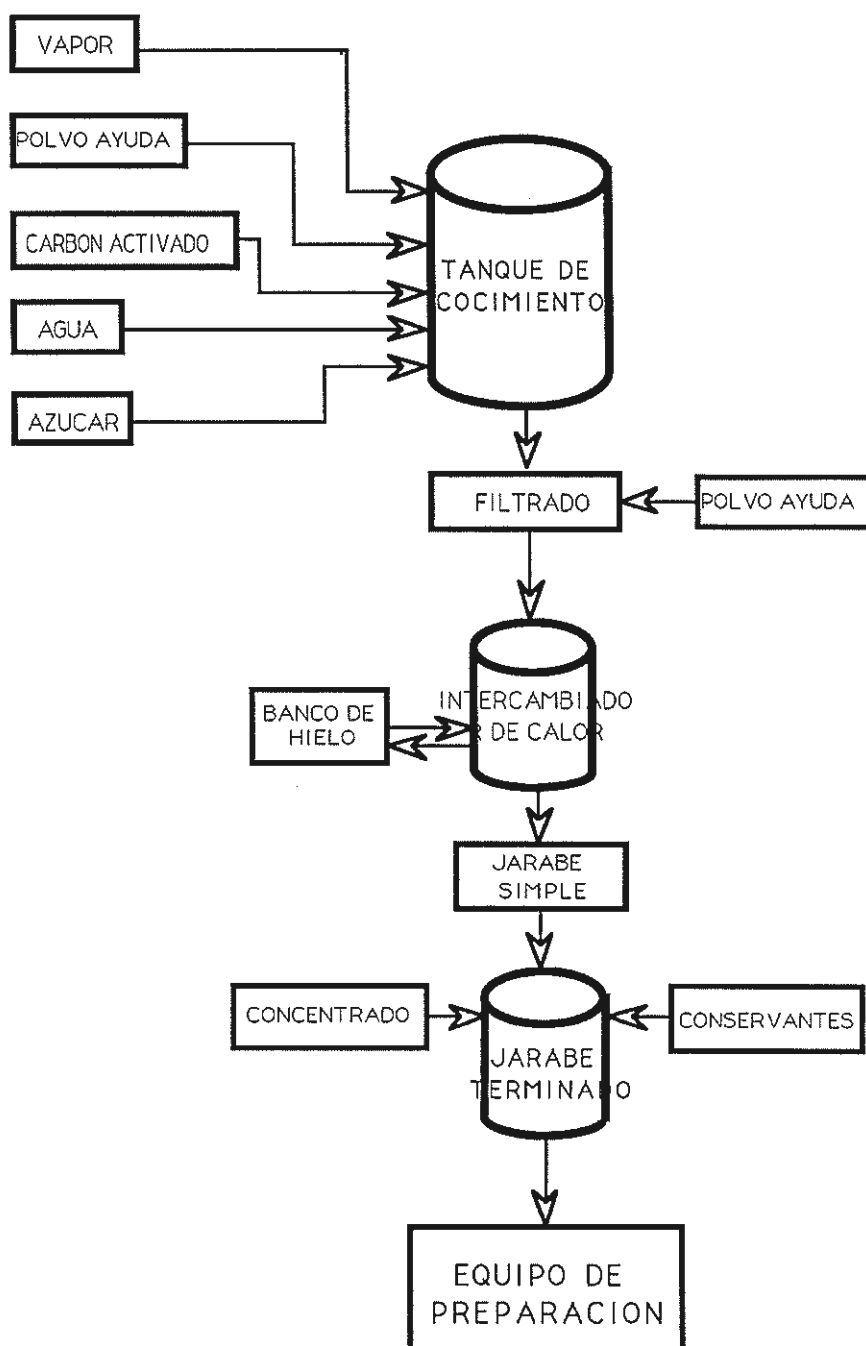 VAPOR
POLVO AYUDA
CARBON ACTIVADO
AGUA
AZUCAR
TANQUE DE
COCIMIENTO
FILTRADO
POLVO AYUDA
BANCO DE
HIELO
INTERCAMBIADO
R DE CALOR
JARABE
SIMPLE
CONCENTRADO
CONSERVANTES
JARABE
TERMINADO
EQUIPO DE
PREPARACION